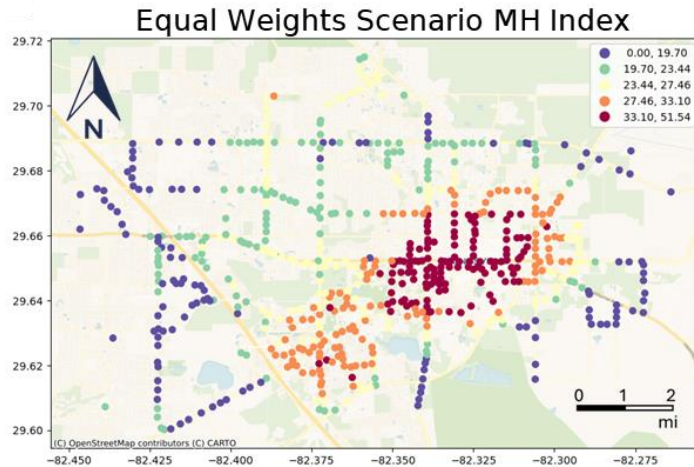 Equal Weights Scenario MH Index
29.72
0.00, 19.70
19.70, 23.44
23.44, 27.46
27.46, 33.10
33.10, 51.54
N
29.70
29.68
29.66
29.64
29.62
29.60
0 1 2
mi
(C) OpenStreetMap contributors (C) CARTO
−82.450 −82.425 −82.400 −82.375 −82.350 −82.325 −82.300